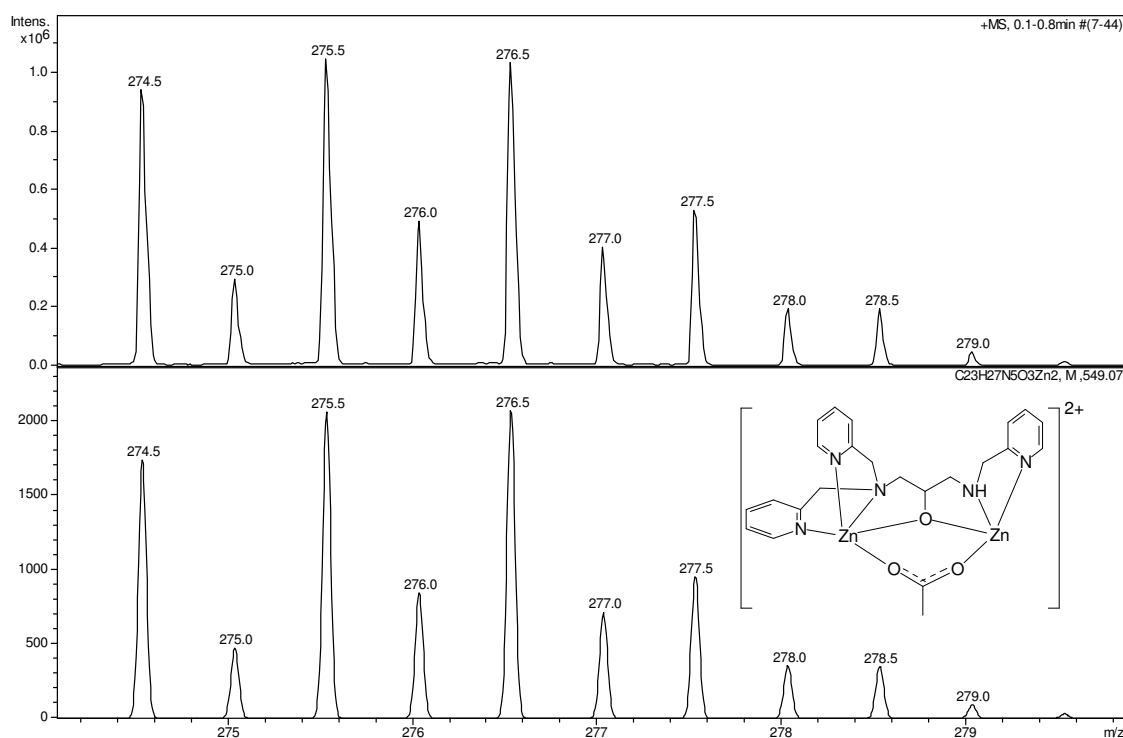 Intens.
x10⁶
+MS, 0.1-0.8min #(7-44)
1.0
0.8
0.6
0.4
0.2
0.0
274.5
275.0
275.5
276.0
276.5
277.0
277.5
278.0
278.5
279.0
C23H27N5O3Zn2, M ,549.07
2000
1500
1000
500
0
274.5
275.0
275.5
276.0
276.5
277.0
277.5
278.0
278.5
279.0
2+
N
N
N
NH
N
O
Zn
Zn
O
O
275
276
277
278
279
m/z